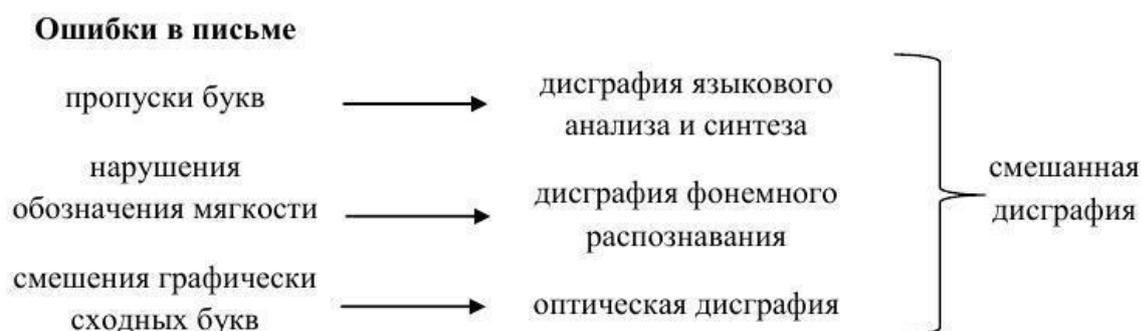 Ошибки в письме
пропуски букв
дисграфия языкового
анализа и синтеза
нарушения
обозначения мягкости
дисграфия фонемного
распознавания
смешения графически
сходных букв
оптическая дисграфия
смешанная
дисграфия